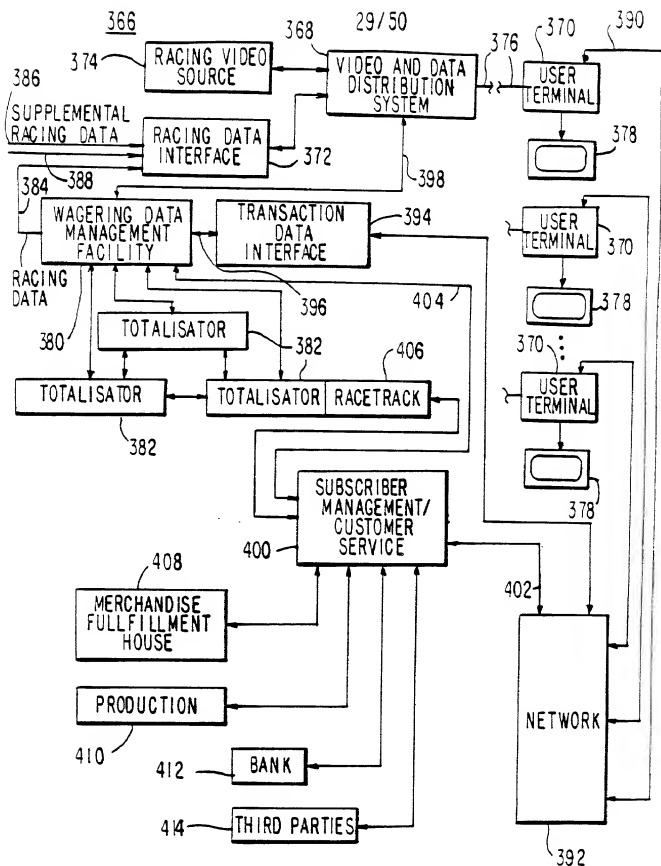 366
29/50
368
370
390
374
RACING VIDEO
SOURCE
VIDEO AND DATA
DISTRIBUTION
SYSTEM
376
USER
TERMINAL
386
SUPPLEMENTAL
RACING DATA
RACING DATA
INTERFACE
372
378
384
388
398
WAGERING DATA
MANAGEMENT
FACILITY
TRANSACTION
DATA
INTERFACE
394
USER
TERMINAL
370
RACING
DATA
380
396
404
378
TOTALISATOR
382
382
406
370
TOTALISATOR
TOTALISATOR
RACETRACK
USER
TERMINAL
382
378
SUBSCRIBER
MANAGEMENT/
CUSTOMER
SERVICE
400
408
402
MERCHANDISE
FULLFILLMENT
HOUSE
PRODUCTION
NETWORK
410
412
BANK
414
THIRD PARTIES
392